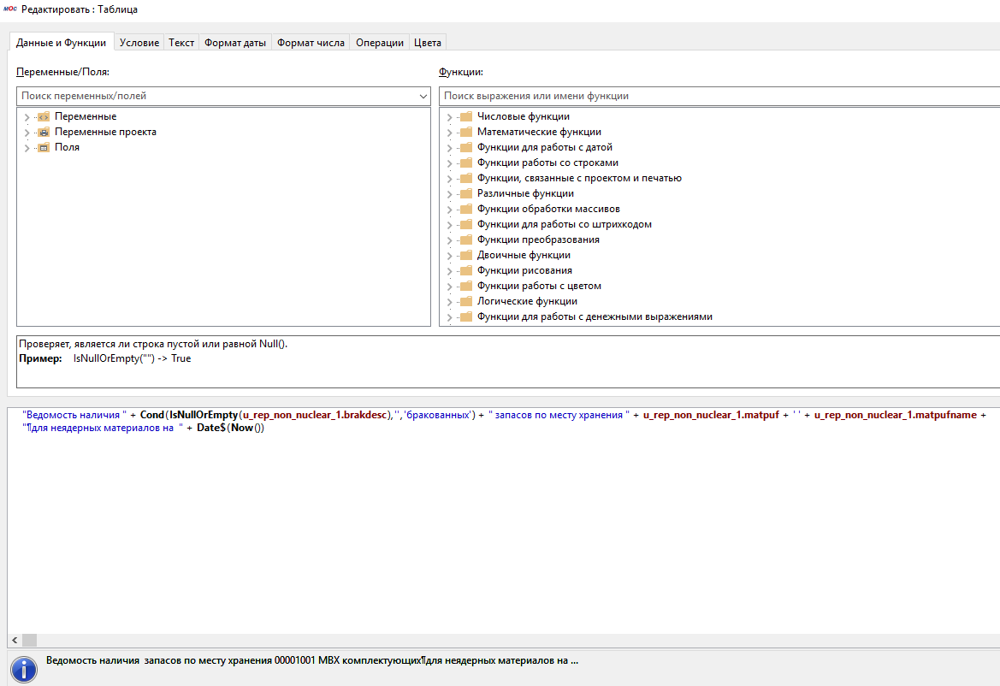 мос Редактировать : Таблица
Данные и Функции Условие Текст Формат даты Формат числа Операции Цвета
Переменные/Поля:
Функции:
Поиск переменных/полей
Поиск выражения или имени функции
Переменные
Переменные проекта
Поля
Числовые функции
Математические функции
Функции для работы с датой
Функции работы со строками
Функции, связанные с проектом и печатью
Различные функции
Функции обработки массивов
Функции для работы со штрихкодом
Функции преобразования
Двоичные функции
Функции рисования
Функции работы с цветом
Логические функции
Функции для работы с денежными выражениями
Проверяет, является ли строка пустой или равной Null().
Пример: IsNullOrEmpty("") -> True
"Ведомость наличия " + Cond(IsNullOrEmpty(u_rep_non_nuclear_1.brakdesc),'','бракованных') + " запасов по месту хранения " + u_rep_non_nuclear_1.matpuf + ' ' + u_rep_non_nuclear_1.matpufname +
"¶для неядерных материалов на " + Date$(Now())
Ведомость наличия запасов по месту хранения 00001001 МВХ комплектующих¶для неядерных материалов на ...